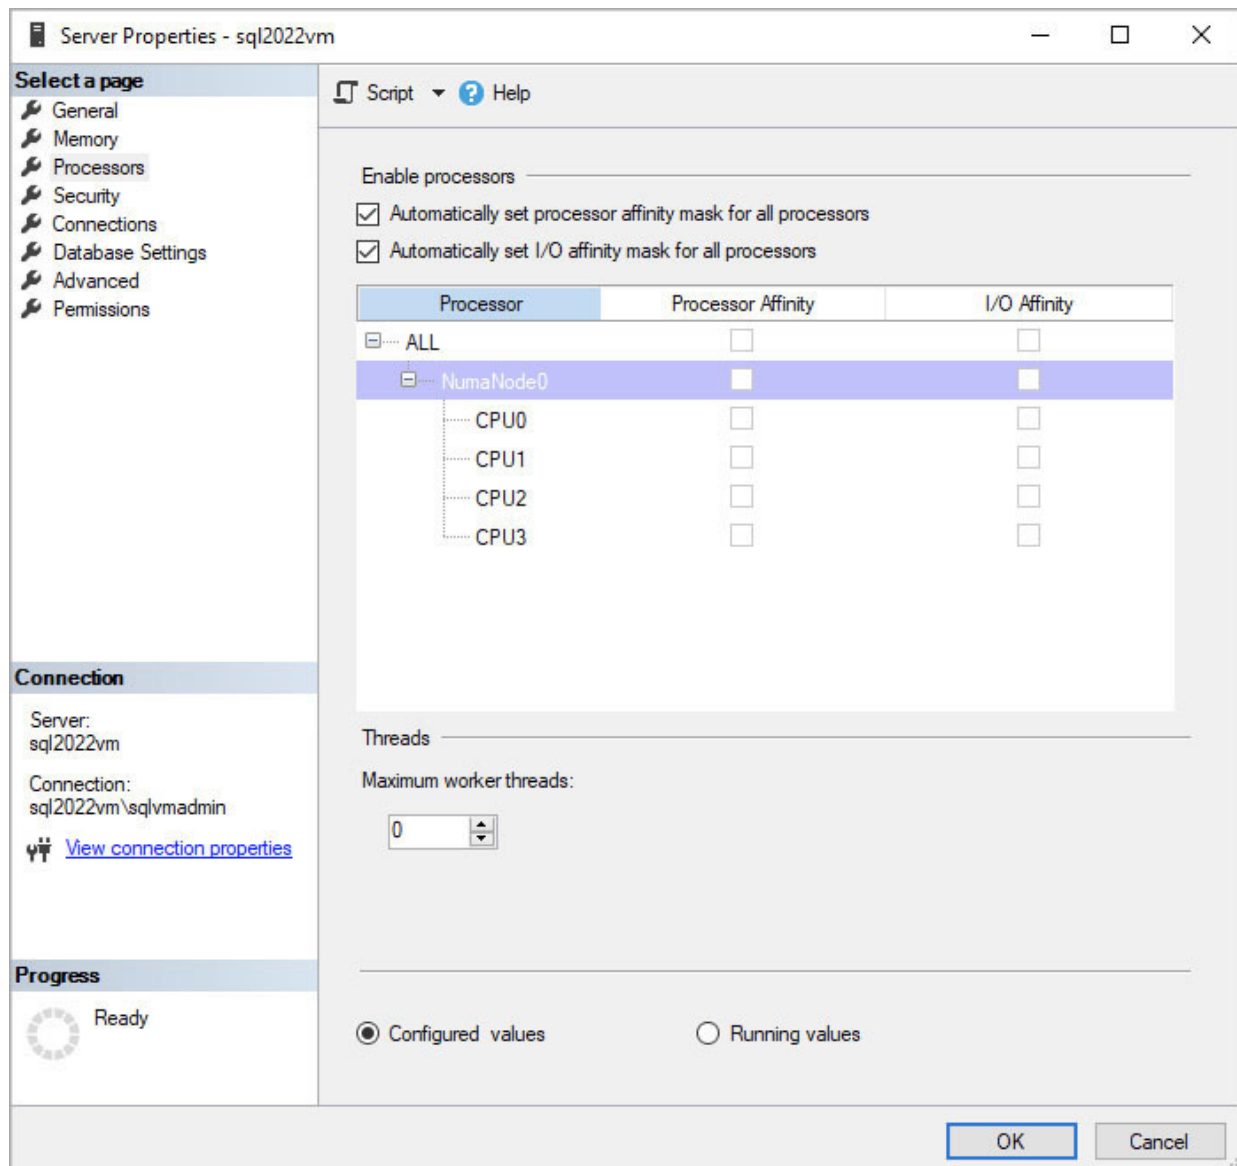 Server Properties - sql2022vm
Select a page
General
Memory
Processors
Security
Connections
Database Settings
Advanced
Permissions
Connection
Server:
sql2022vm
Connection:
sql2022vm\sqlvmadmin
View connection properties
Progress
Ready
Script Help
Enable processors
Automatically set processor affinity mask for all processors
Automatically set I/O affinity mask for all processors
Processor Processor Affinity I/O Affinity
ALL
NumaNode0
CPU0
CPU1
CPU2
CPU3
Threads
Maximum worker threads:
0
Configured values Running values
OK Cancel